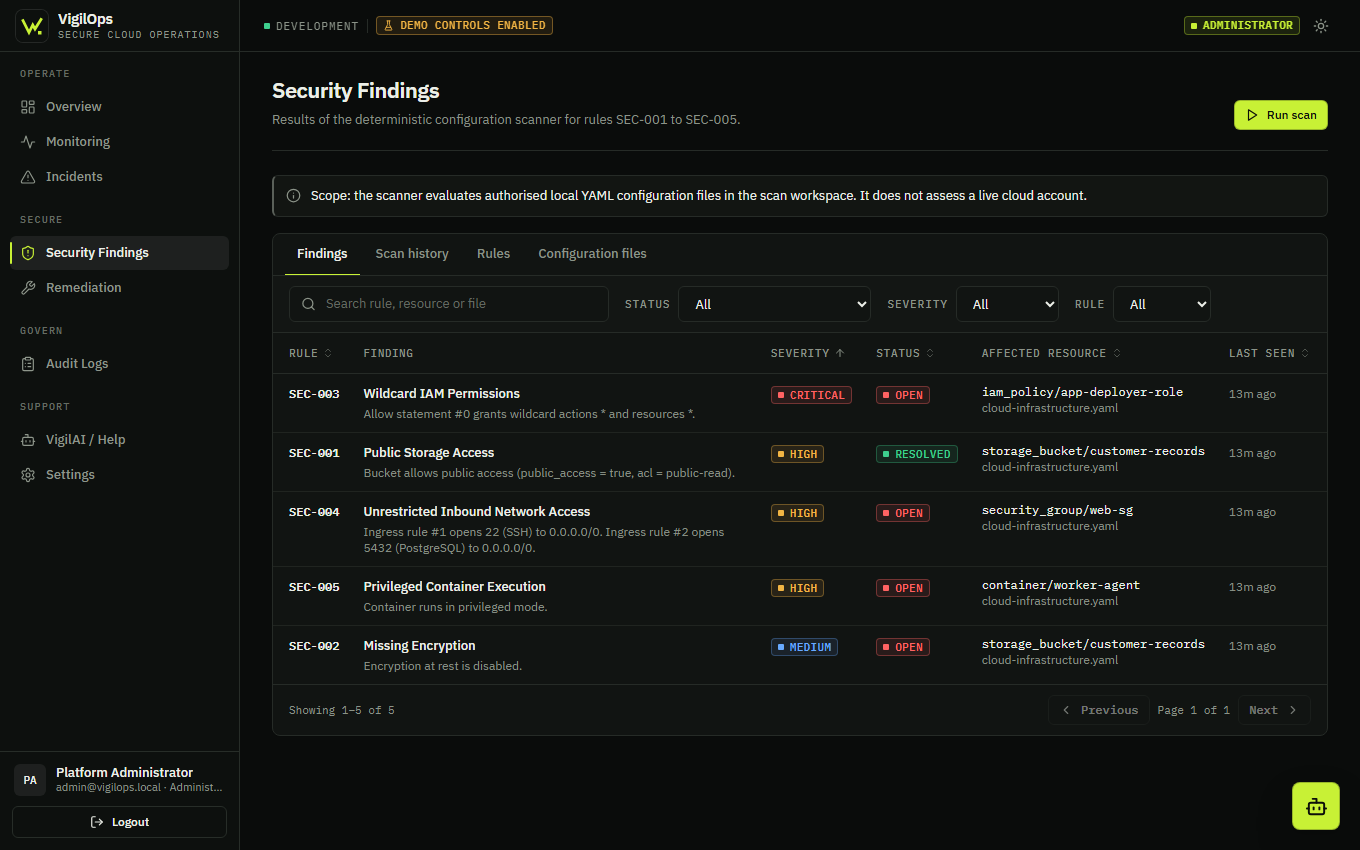 VigilOps
SECURE CLOUD OPERATIONS
DEVELOPMENT
DEMO CONTROLS ENABLED
ADMINISTRATOR
OPERATE
Overview
Monitoring
Incidents
SECURE
Security Findings
Remediation
GOVERN
Audit Logs
SUPPORT
VigilAI / Help
Settings
PA
Platform Administrator
admin@vigilops.local · Administ...
Logout
Security Findings
Results of the deterministic configuration scanner for rules SEC-001 to SEC-005.
Run scan
Scope: the scanner evaluates authorised local YAML configuration files in the scan workspace. It does not assess a live cloud account.
Findings Scan history Rules Configuration files
Search rule, resource or file STATUS All SEVERITY All RULE All
RULE FINDING SEVERITY STATUS AFFECTED RESOURCE LAST SEEN
SEC-003 Wildcard IAM Permissions CRITICAL OPEN iam_policy/app-deployer-role 13m ago
Allow statement #0 grants wildcard actions * and resources *. cloud-infrastructure.yaml
SEC-001 Public Storage Access HIGH RESOLVED storage_bucket/customer-records 13m ago
Bucket allows public access (public_access = true, acl = public-read). cloud-infrastructure.yaml
SEC-004 Unrestricted Inbound Network Access HIGH OPEN security_group/web-sg 13m ago
Ingress rule #1 opens 22 (SSH) to 0.0.0.0/0. Ingress rule #2 opens cloud-infrastructure.yaml
5432 (PostgreSQL) to 0.0.0.0/0.
SEC-005 Privileged Container Execution HIGH OPEN container/worker-agent 13m ago
Container runs in privileged mode. cloud-infrastructure.yaml
SEC-002 Missing Encryption MEDIUM OPEN storage_bucket/customer-records 13m ago
Encryption at rest is disabled. cloud-infrastructure.yaml
Showing 1–5 of 5 Previous Page 1 of 1 Next